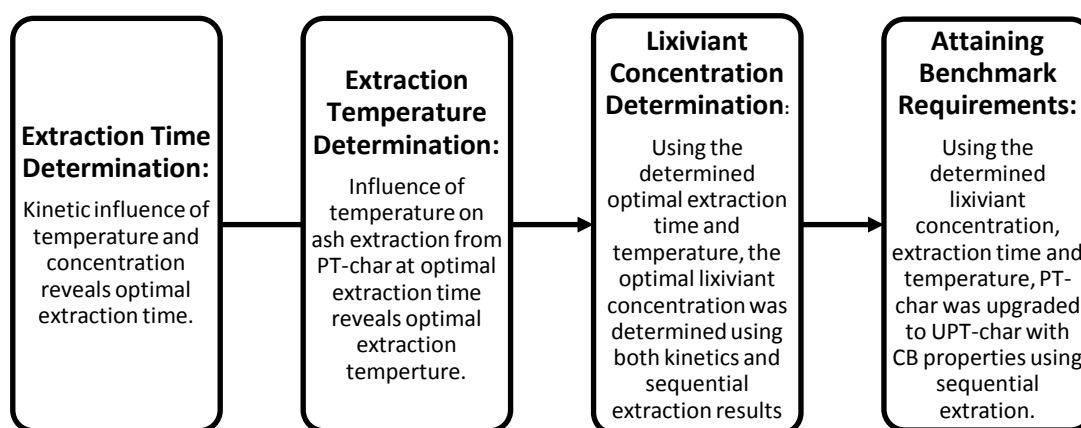 Extraction Time
Determination:
Kinetic influence of
temperature and
concentration
reveals optimal
extraction time.
Extraction
Temperature
Determination:
Influence of
temperature on
ash extraction from
PT-char at optimal
extraction time
reveals optimal
extraction
temperture.
Lixiviant
Concentration
Determination:
Using the
determined
optimal extraction
time and
temperature, the
optimal lixiviant
concentration was
determined using
both kinetics and
sequential
extraction results
Attaining
Benchmark
Requirements:
Using the
determined
lixiviant
concentration,
extraction time and
temperature, PT-
char was upgraded
to UPT-char with
CB properties using
sequential
extration.